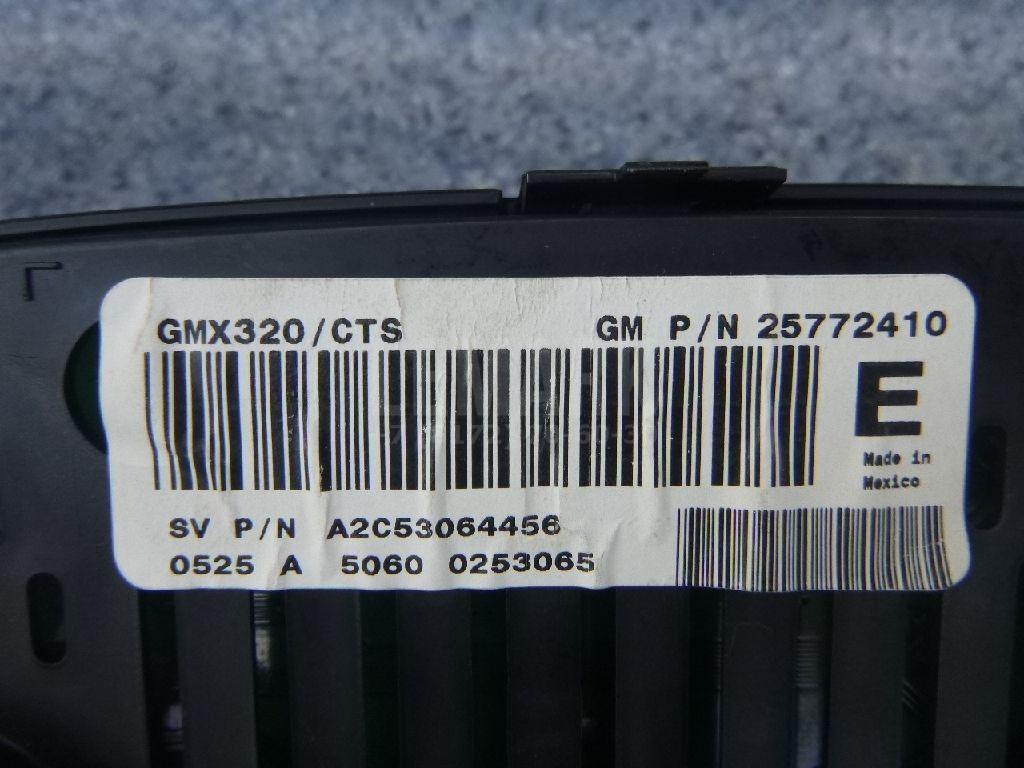 GMX320/CTS GM P/N 25772410
E
Made in
Mexico
SV P/N A2C53064456
0525 A 5060 0253065